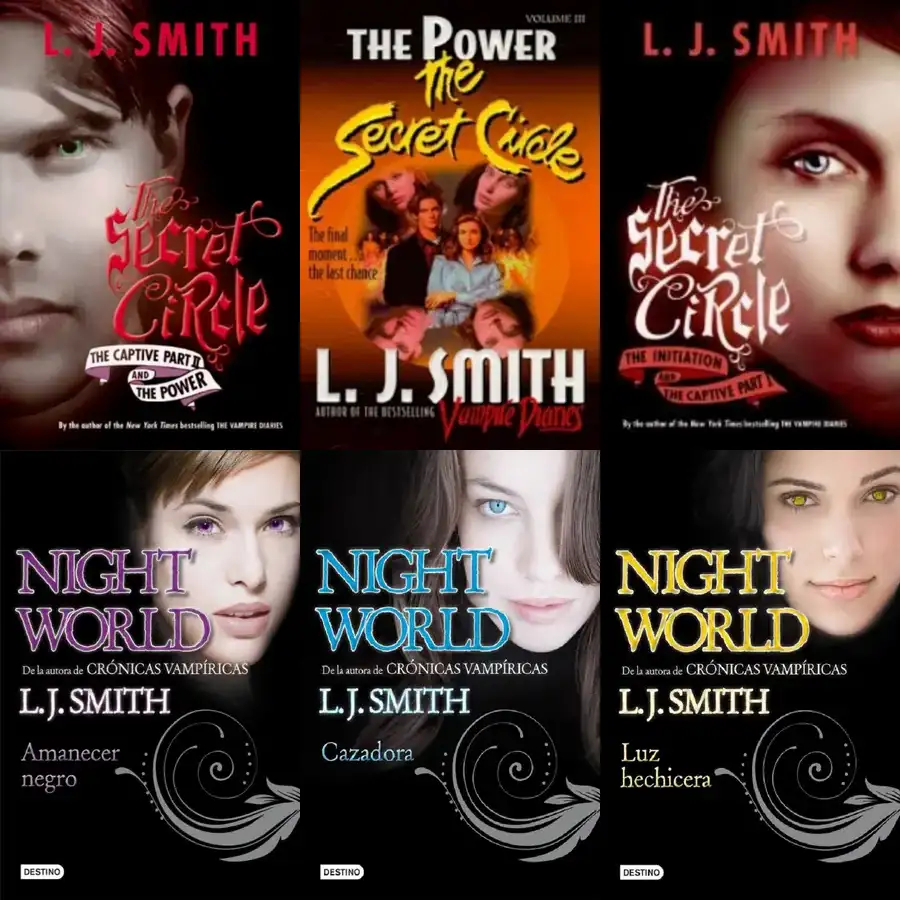 L. J. SMITH
The
Secret
Circle
THE CAPTIVE PART II
AND
THE POWER
By the author of the New York Times bestselling THE VAMPIRE DIARIES
VOLUME III
THE POWER
the
Secret Circle
The final
moment...
the last chance
L. J. SMITH
AUTHOR OF THE BESTSELLING Vampire Diaries
L. J. SMITH
The
Secret
Circle
THE INITIATION
AND
THE CAPTIVE PART I
By the author of the New York Times bestselling THE VAMPIRE DIARIES
NIGHT
WORLD
De la autora de CRÓNICAS VAMPÍRICAS
L.J. SMITH
Amanecer
negro
DESTINO
NIGHT
WORLD
De la autora de CRÓNICAS VAMPÍRICAS
L.J. SMITH
Cazadora
DESTINO
NIGHT
WORLD
De la autora de CRÓNICAS VAMPÍRICAS
L.J. SMITH
Luz
hechicera
DESTINO